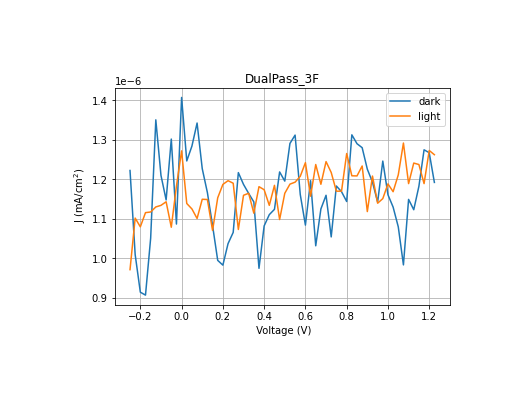 DualPass_3F
1e−6
1.4
1.3
1.2
1.1
1.0
0.9
J (mA/cm²)
dark
light
−0.2 0.0 0.2 0.4 0.6 0.8 1.0 1.2
Voltage (V)